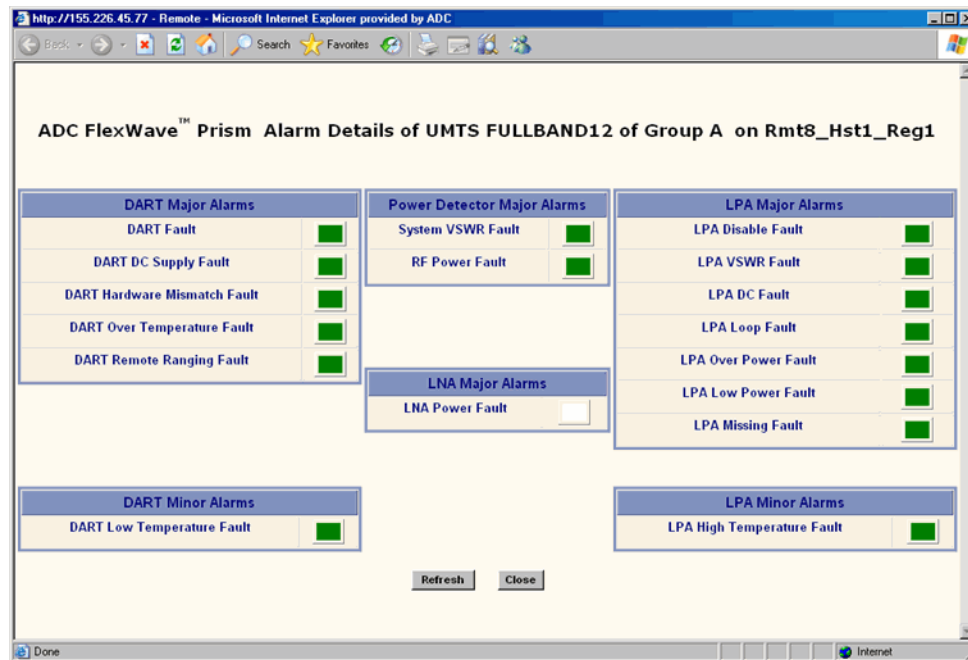 http://155.226.45.77 - Remote - Microsoft Internet Explorer provided by ADC
Back Search Favorites
ADC FlexWave™ Prism Alarm Details of UMTS FULLBAND12 of Group A on Rmt8_Hst1_Reg1
DART Major Alarms
DART Fault
DART DC Supply Fault
DART Hardware Mismatch Fault
DART Over Temperature Fault
DART Remote Ranging Fault
Power Detector Major Alarms
System VSWR Fault
RF Power Fault
LNA Major Alarms
LNA Power Fault
LPA Major Alarms
LPA Disable Fault
LPA VSWR Fault
LPA DC Fault
LPA Loop Fault
LPA Over Power Fault
LPA Low Power Fault
LPA Missing Fault
DART Minor Alarms
DART Low Temperature Fault
LPA Minor Alarms
LPA High Temperature Fault
Refresh Close
Done Internet